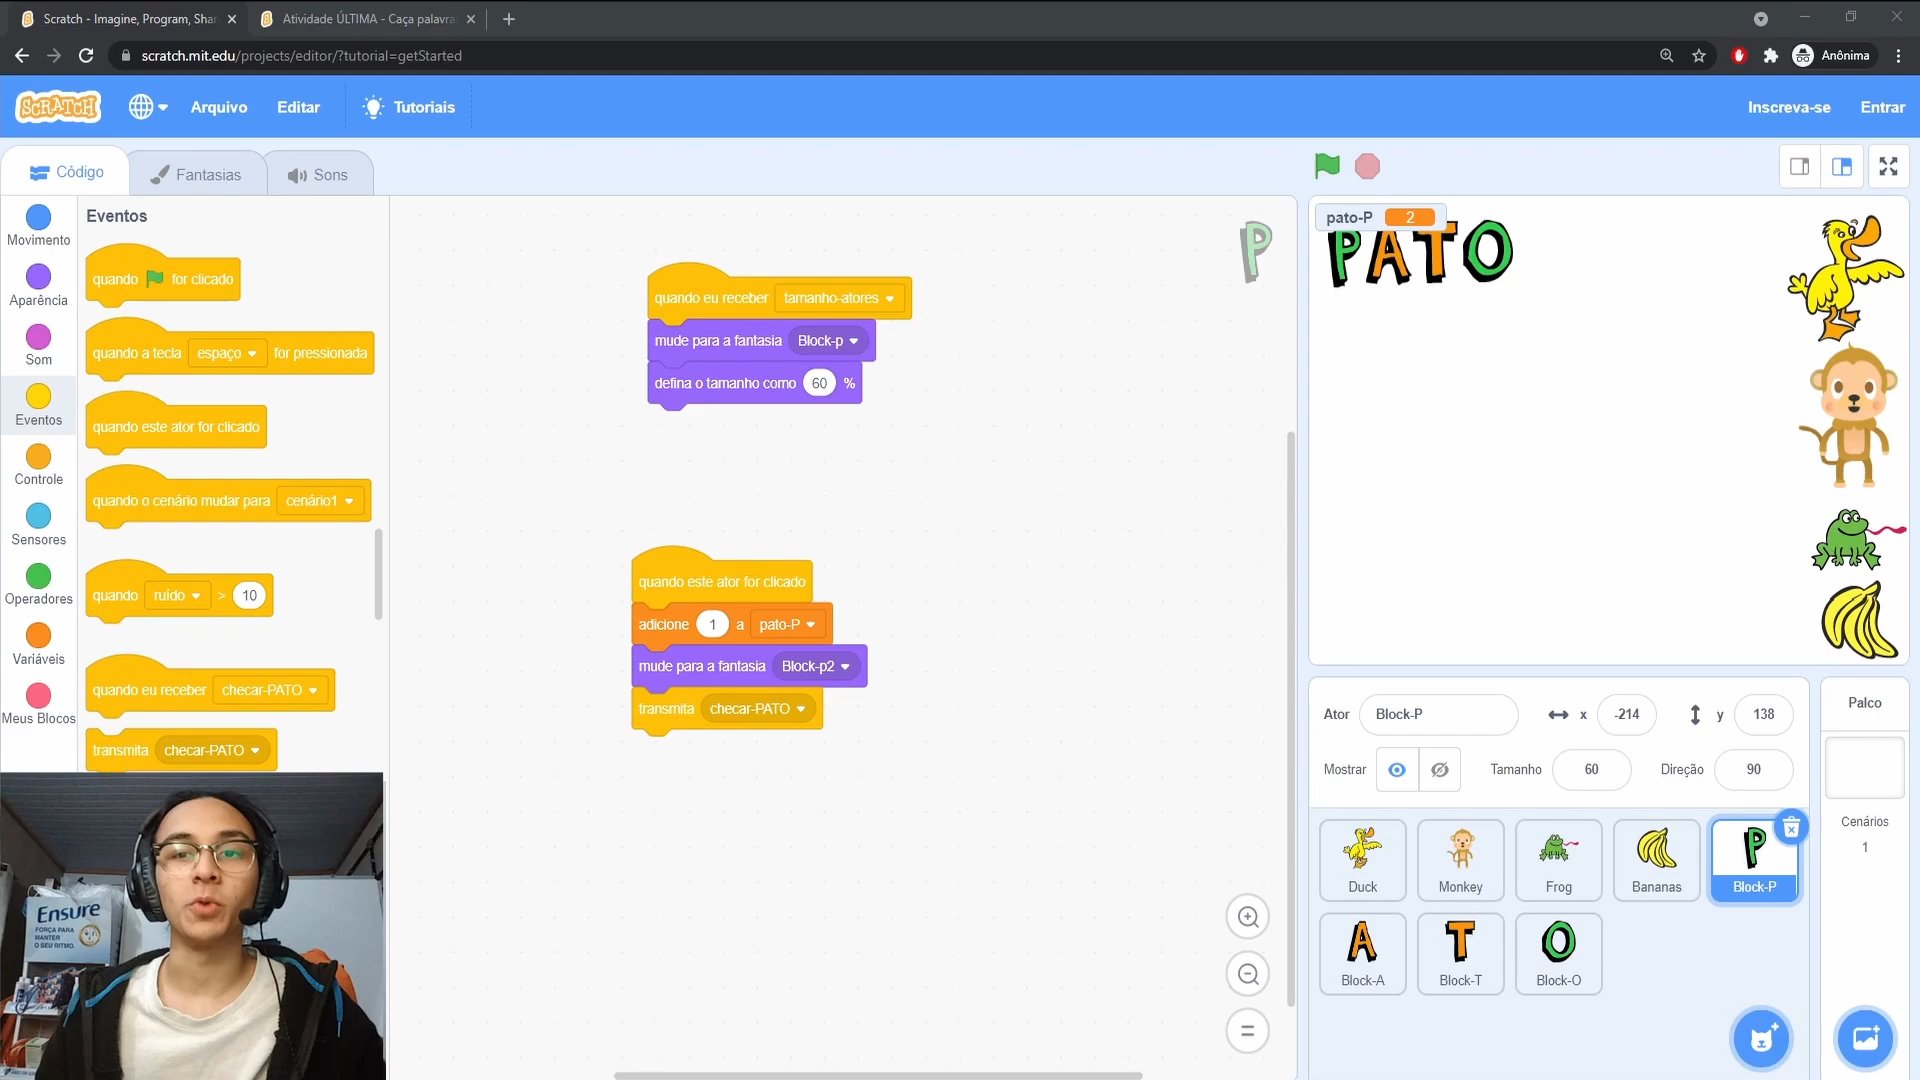 Scratch - Imagine, Program, Shar
Atividade ÚLTIMA - Caça palavra
scratch.mit.edu/projects/editor/?tutorial=getStarted
Anônima
SCRATCH
Arquivo
Editar
Tutoriais
Inscreva-se
Entrar
Código
Fantasias
Sons
Movimento
Aparência
Som
Eventos
Controle
Sensores
Operadores
Variáveis
Meus Blocos
Eventos
quando for clicado
quando a tecla espaço for pressionada
quando este ator for clicado
quando o cenário mudar para cenário1
quando ruído > 10
quando eu receber checar-PATO
transmita checar-PATO
quando eu receber tamanho-atores
mude para a fantasia Block-p
defina o tamanho como 60 %
quando este ator for clicado
adicione 1 a pato-P
mude para a fantasia Block-p2
transmita checar-PATO
P
pato-P 2
PATO
Ator Block-P x -214 y 138
Mostrar Tamanho 60 Direção 90
P
Duck
Monkey
Frog
Bananas
Block-P
A
T
O
Block-A
Block-T
Block-O
Palco
Cenários
1
Ensure
FORÇA PARA
MANTER
O SEU RITMO.